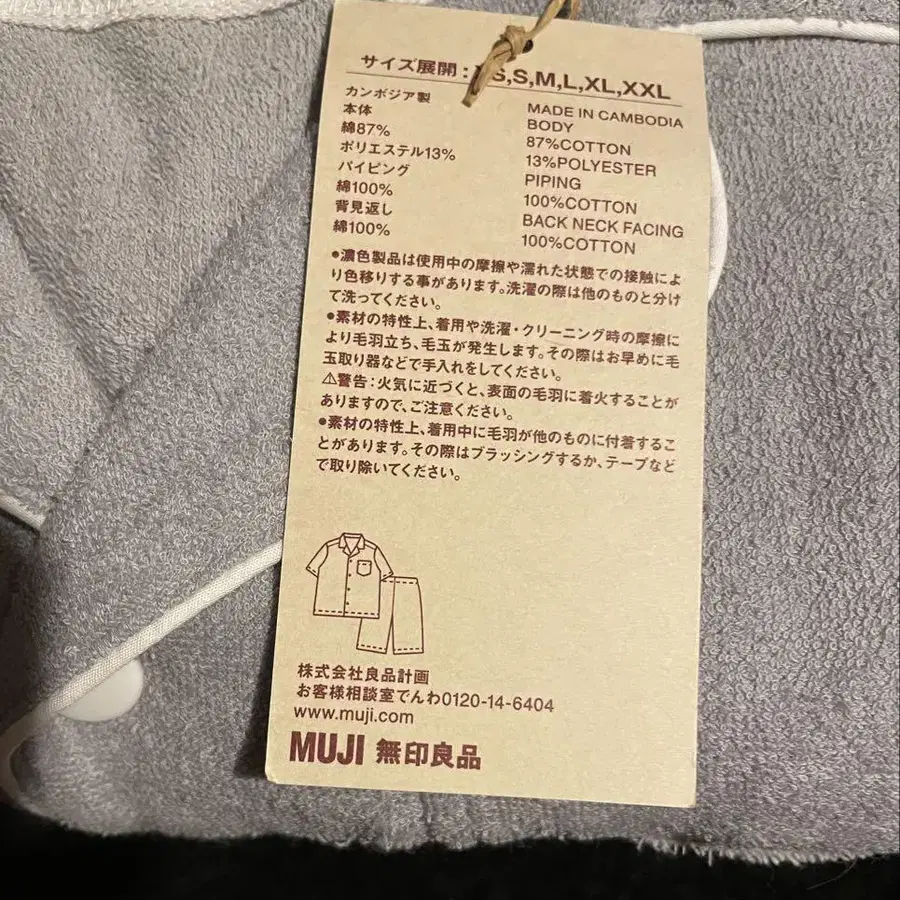 サイズ展開:XS,S,M,L,XL,XXL
カンボジア製
本体
綿87%
ポリエステル13%
パイピング
綿100%
背見返し
綿100%
MADE IN CAMBODIA
BODY
87%COTTON
13%POLYESTER
PIPING
100%COTTON
BACK NECK FACING
100%COTTON
●濃色製品は使用中の摩擦や濡れた状態での接触によ
り色移りする事があります。洗濯の際は他のものと分け
て洗ってください。
●素材の特性上、着用や洗濯・クリーニング時の摩擦に
より毛羽立ち、毛玉が発生します。その際はお早めに毛
玉取り器などで手入れをしてください。
⚠警告:火気に近づくと、表面の毛羽に着火することが
ありますので、ご注意ください。
●素材の特性上、着用中に毛羽が他のものに付着するこ
とがあります。その際はブラッシングするか、テープなど
で取り除いてください。
株式会社良品計画
お客様相談室でんわ0120-14-6404
www.muji.com
MUJI 無印良品